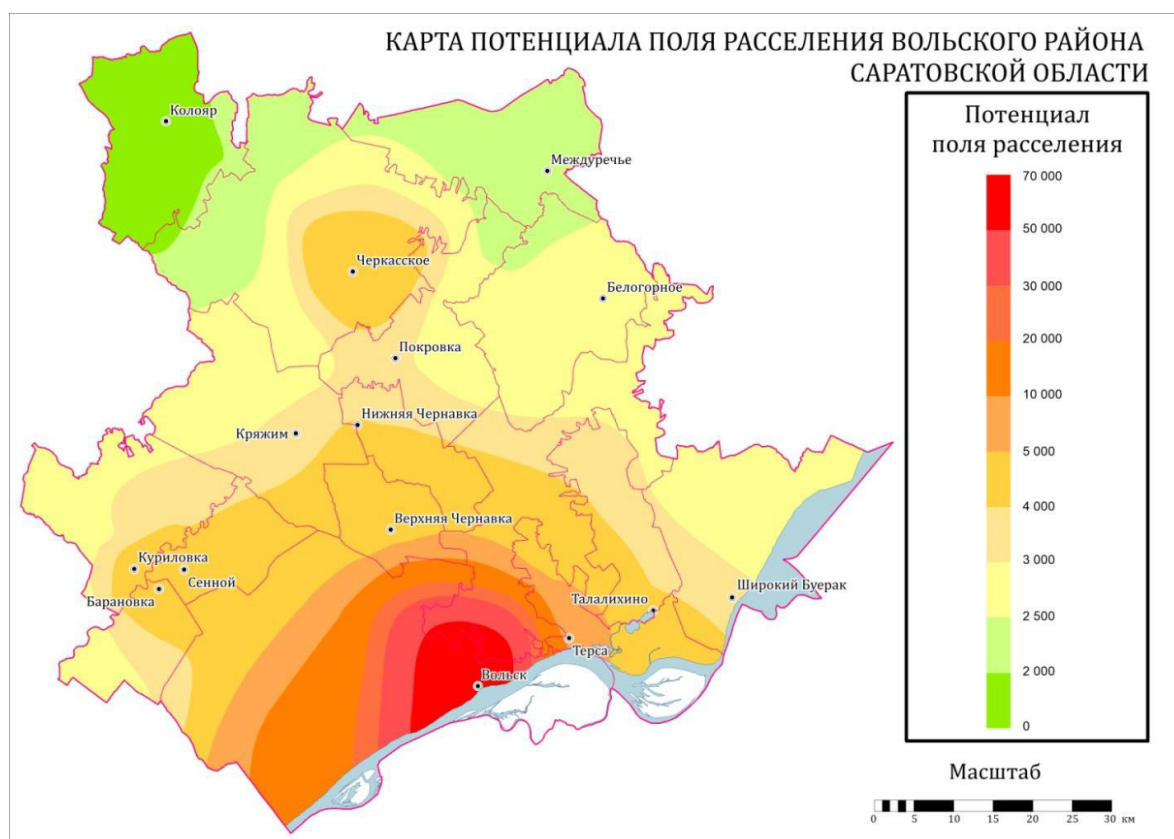 КАРТА ПОТЕНЦИАЛА ПОЛЯ РАССЕЛЕНИЯ ВОЛЬСКОГО РАЙОНА
САРАТОВСКОЙ ОБЛАСТИ
Потенциал
поля расселения
70 000
50 000
30 000
20 000
10 000
5 000
4 000
3 000
2 500
2 000
0
Масштаб
0 5 10 15 20 25 30 км
Колояр
Междуречье
Черкасское
Белогорное
Покровка
Нижняя Чернавка
Кряжим
Верхняя Чернавка
Куриловка
Сенной
Барановка
Широкий Буерак
Талалихино
Терса
Вольск